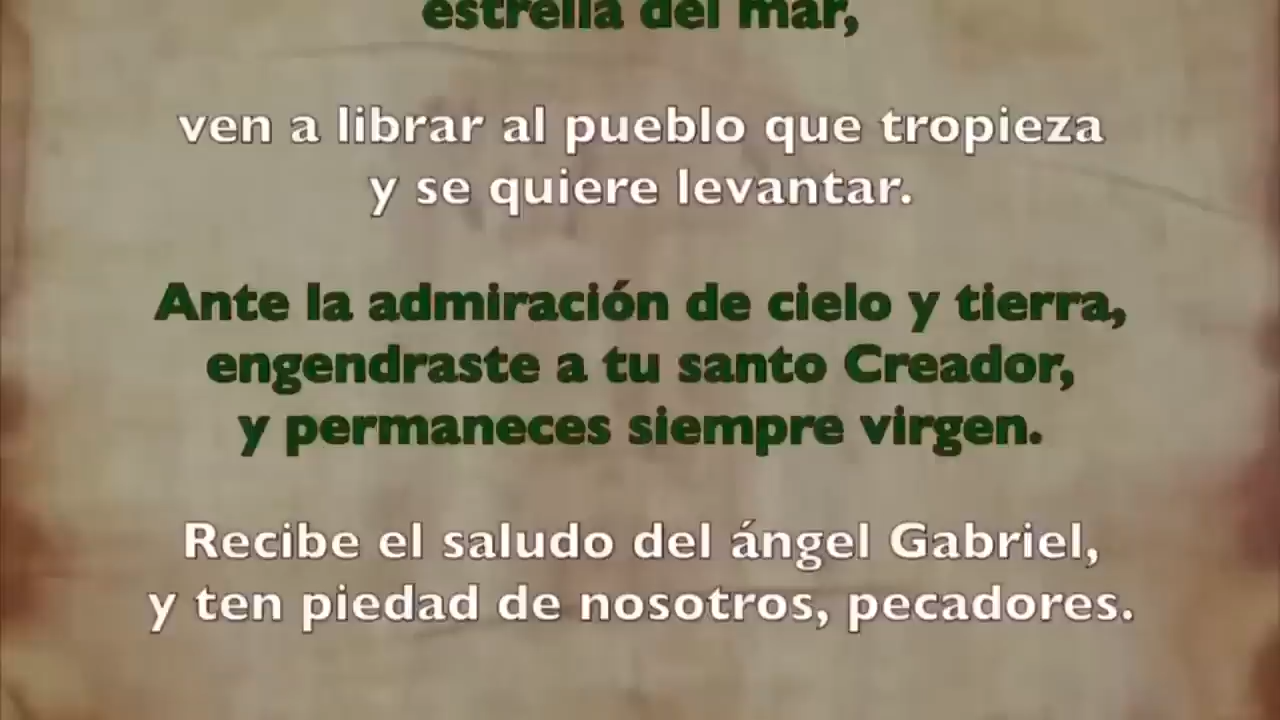 estrella del mar,
ven a librar al pueblo que tropieza
y se quiere levantar.
Ante la admiración de cielo y tierra,
engendraste a tu santo Creador,
y permaneces siempre virgen.
Recibe el saludo del ángel Gabriel,
y ten piedad de nosotros, pecadores.